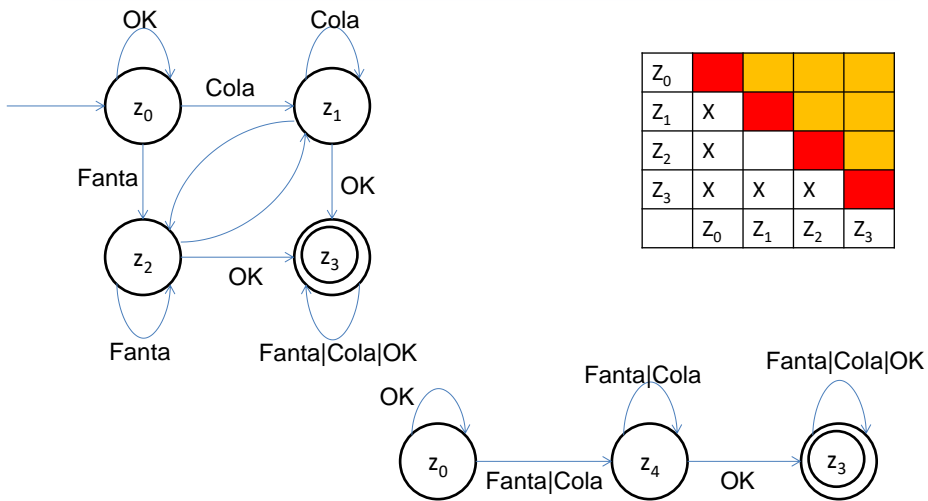 OK
Cola
z0
Cola
z1
Fanta
OK
z2
OK
z3
Fanta
Fanta|Cola|OK
Z0
Z1 X
Z2 X
Z3 X X X
Z0 Z1 Z2 Z3
OK
Fanta|Cola
Fanta|Cola|OK
z0
Fanta|Cola
z4
OK
z3